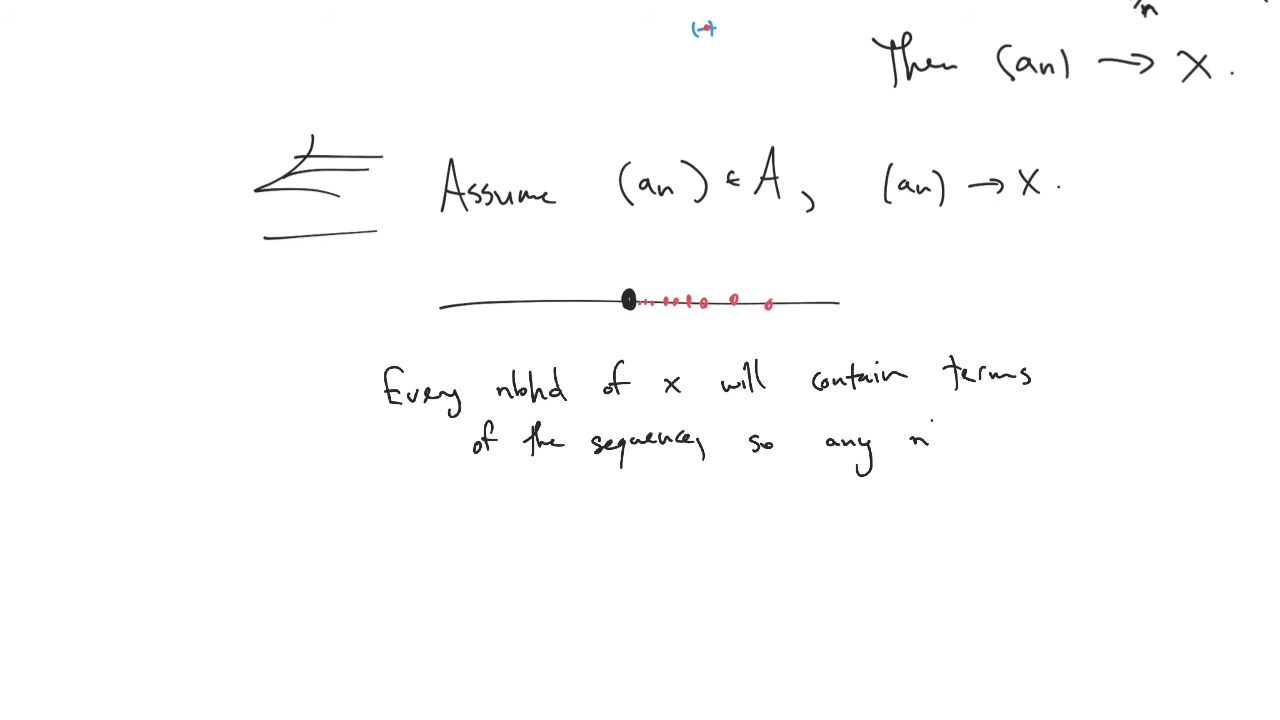 n
Then (an) → x.
⇐ Assume (an) ∈ A, (an) → x.
Every nbhd of x will contain terms
of the sequence, so any n